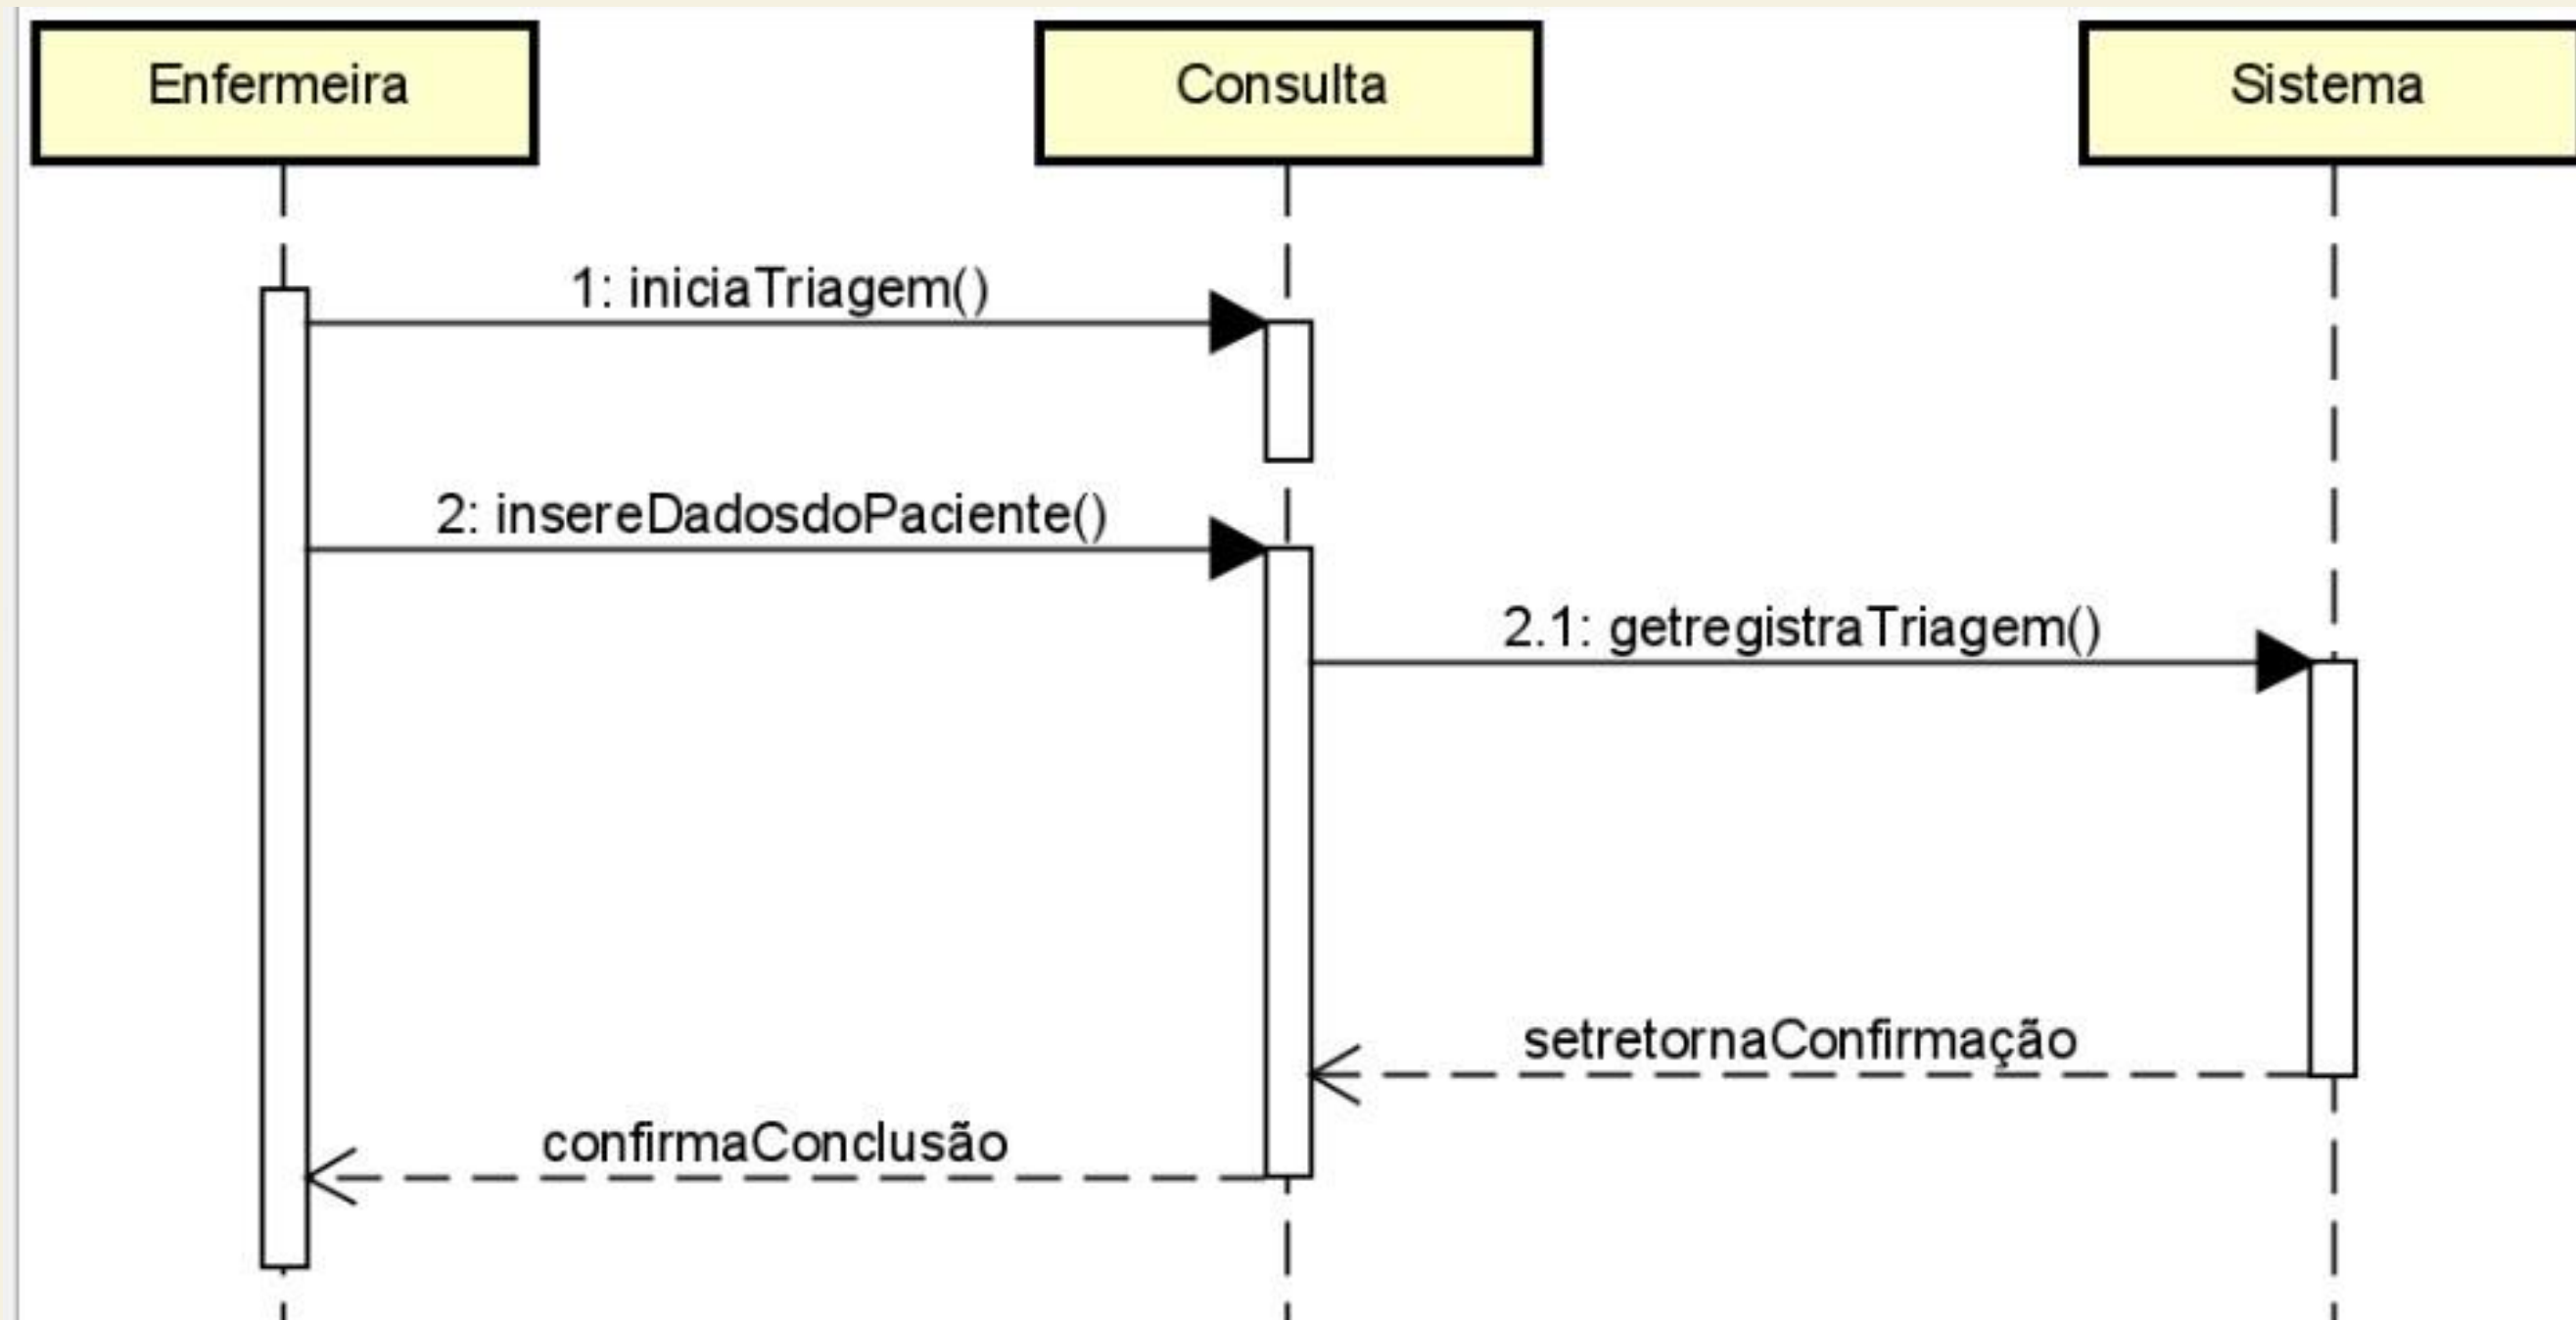 Enfermeira
Consulta
Sistema
1: iniciaTriagem()
2: insereDadosdoPaciente()
2.1: getregistraTriagem()
setretornaConfirmação
confirmaConclusão